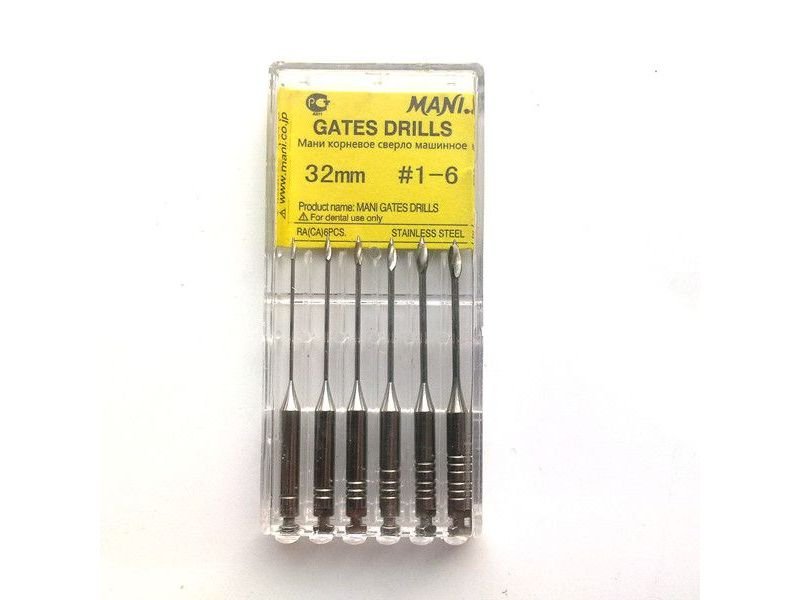 MANI
GATES DRILLS
Мани корневое сверло машинное
32mm #1-6
Product name: MANI GATES DRILLS
⚠ For dental use only
RA(CA)6PCS. STAINLESS STEEL
⚠ www.mani.co.jp